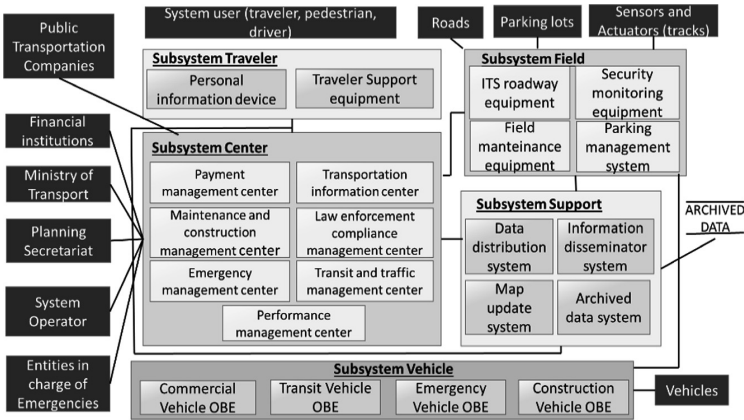 Public
Transportation
Companies
System user (traveler, pedestrian,
driver)
Roads
Parking lots
Sensors and
Actuators (tracks)
Subsystem Traveler
Personal
information device
Traveler Support
equipment
Subsystem Field
ITS roadway
equipment
Security
monitoring
equipment
Field
manteinance
equipment
Parking
management
system
Financial
institutions
Ministry of
Transport
Planning
Secretariat
System
Operator
Entities in
charge of
Emergencies
Subsystem Center
Payment
management center
Transportation
information center
Maintenance and
construction
management center
Law enforcement
compliance
management center
Emergency
management center
Transit and traffic
management center
Performance
management center
Subsystem Support
Data
distribution
system
Information
disseminator
system
Map
update
system
Archived
data system
ARCHIVED
DATA
Subsystem Vehicle
Commercial
Vehicle OBE
Transit Vehicle
OBE
Emergency
Vehicle OBE
Construction
Vehicle OBE
Vehicles